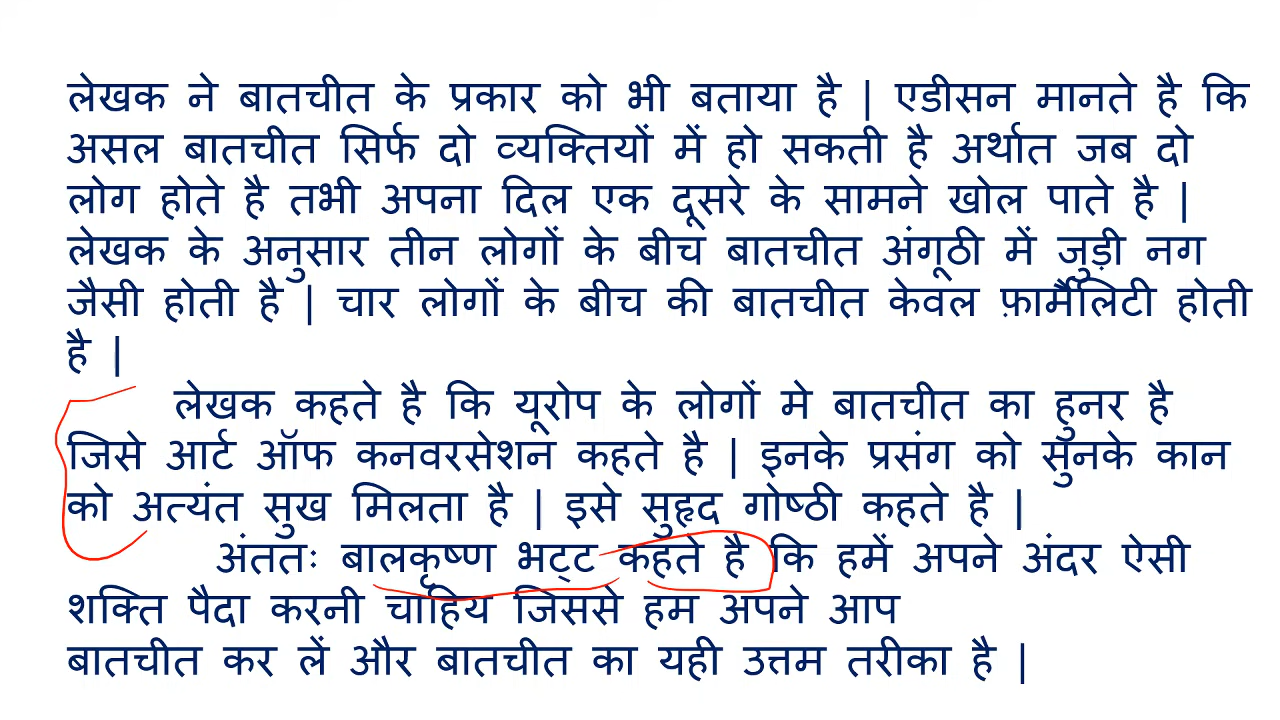 लेखक ने बातचीत के प्रकार को भी बताया है | एडीसन मानते है कि
असल बातचीत सिर्फ दो व्यक्तियों में हो सकती है अर्थात जब दो
लोग होते है तभी अपना दिल एक दूसरे के सामने खोल पाते है |
लेखक के अनुसार तीन लोगों के बीच बातचीत अंगूठी में जुड़ी नग
जैसी होती है | चार लोगों के बीच की बातचीत केवल फ़ार्मैलिटी होती
है |
लेखक कहते है कि यूरोप के लोगों मे बातचीत का हुनर है
जिसे आर्ट ऑफ कनवरसेशन कहते है | इनके प्रसंग को सुनके कान
को अत्यंत सुख मिलता है | इसे सुहृद गोष्ठी कहते है |
अंततः बालकृष्ण भट्ट कहते है कि हमें अपने अंदर ऐसी
शक्ति पैदा करनी चाहिय जिससे हम अपने आप
बातचीत कर लें और बातचीत का यही उत्तम तरीका है |